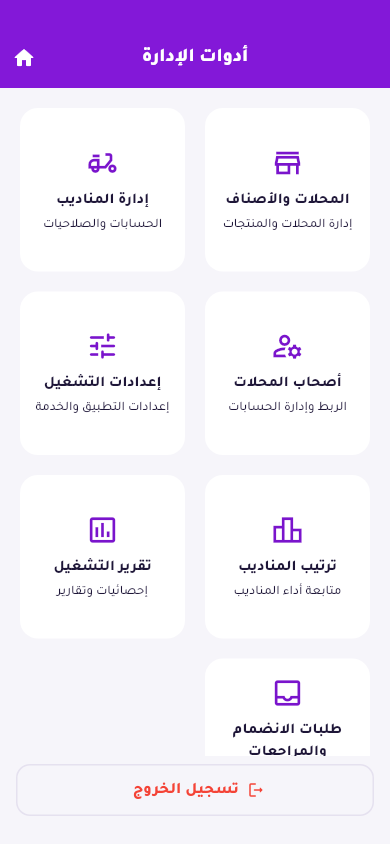 أدوات الإدارة
المحلات والأصناف
إدارة المحلات والمنتجات
إدارة المناديب
الحسابات والصلاحيات
أصحاب المحلات
الربط وإدارة الحسابات
إعدادات التشغيل
إعدادات التطبيق والخدمة
ترتيب المناديب
متابعة أداء المناديب
تقرير التشغيل
إحصائيات وتقارير
طلبات الانضمام
والمراجعات
تسجيل الخروج